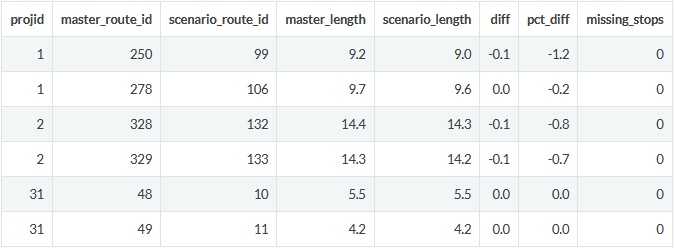 projid master_route_id scenario_route_id master_length scenario_length diff pct_diff missing_stops
1 250 99 9.2 9.0 -0.1 -1.2 0
1 278 106 9.7 9.6 0.0 -0.2 0
2 328 132 14.4 14.3 -0.1 -0.8 0
2 329 133 14.3 14.2 -0.1 -0.7 0
31 48 10 5.5 5.5 0.0 0.0 0
31 49 11 4.2 4.2 0.0 0.0 0